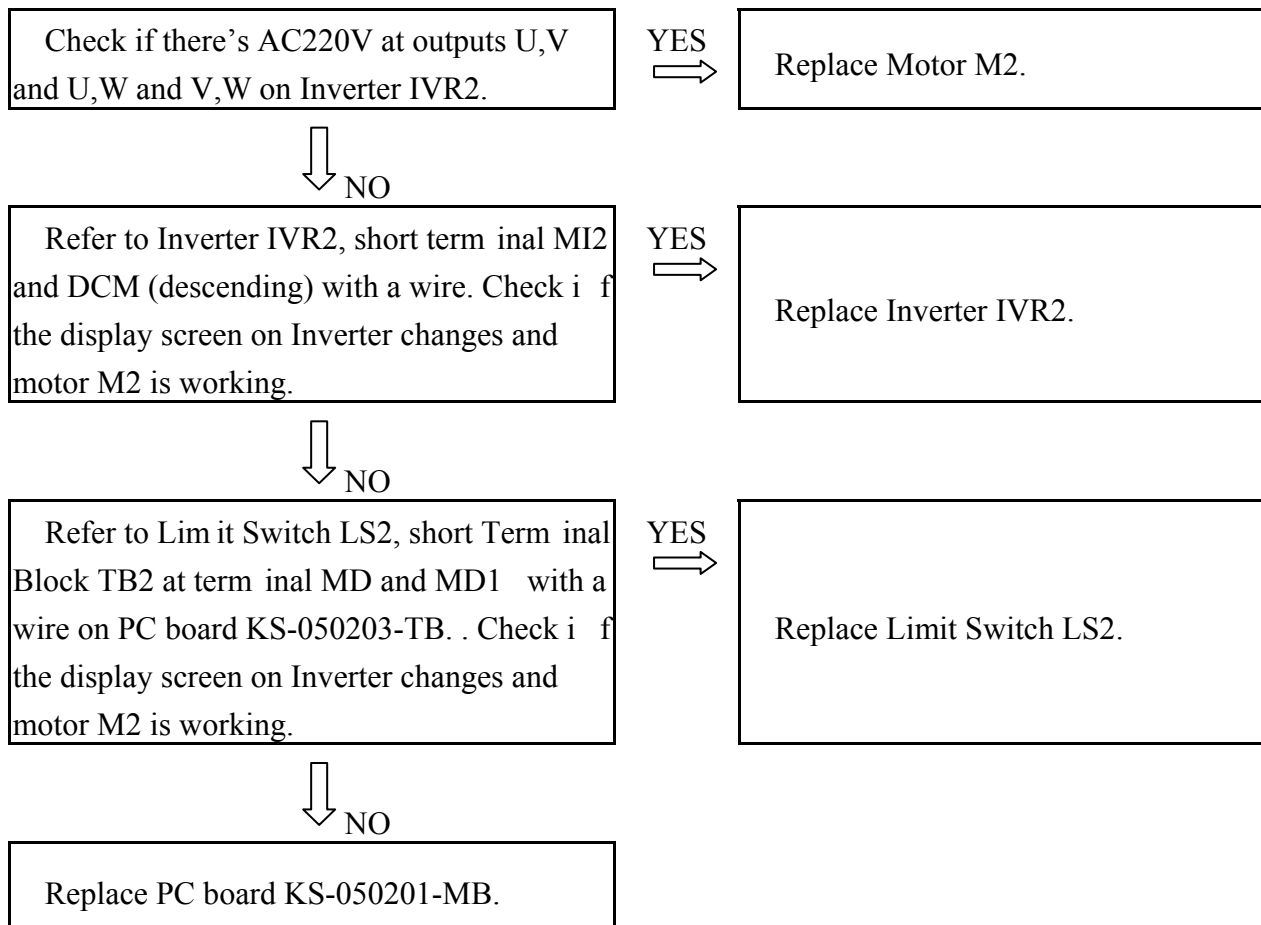 Check if there’s AC220V at outputs U,V
and U,W and V,W on Inverter IVR2.
YES
Replace Motor M2.
NO
Refer to Inverter IVR2, short term inal MI2
and DCM (descending) with a wire. Check i f
the display screen on Inverter changes and
motor M2 is working.
YES
Replace Inverter IVR2.
NO
Refer to Lim it Switch LS2, short Term inal
Block TB2 at term inal MD and MD1 with a
wire on PC board KS-050203-TB. . Check i f
the display screen on Inverter changes and
motor M2 is working.
YES
Replace Limit Switch LS2.
NO
Replace PC board KS-050201-MB.